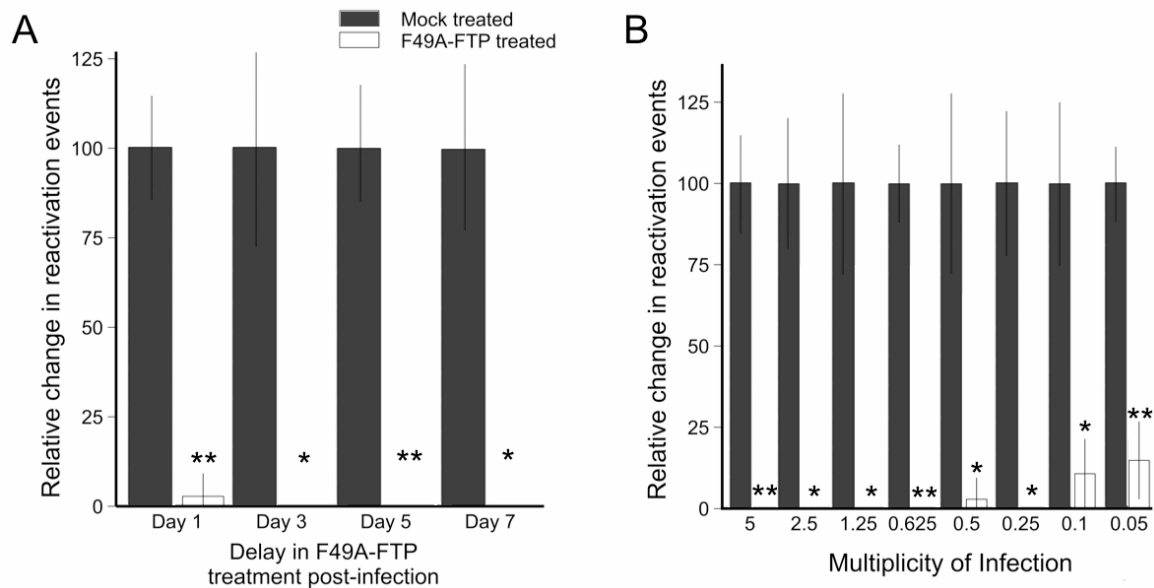 A
Mock treated
F49A-FTP treated
Relative change in reactivation events
125
100
75
50
25
0
**
*
**
*
Day 1 Day 3 Day 5 Day 7
Delay in F49A-FTP
treatment post-infection
B
Relative change in reactivation events
125
100
75
50
25
0
** * * ** * * * **
5 2.5 1.25 0.625 0.5 0.25 0.1 0.05
Multiplicity of Infection